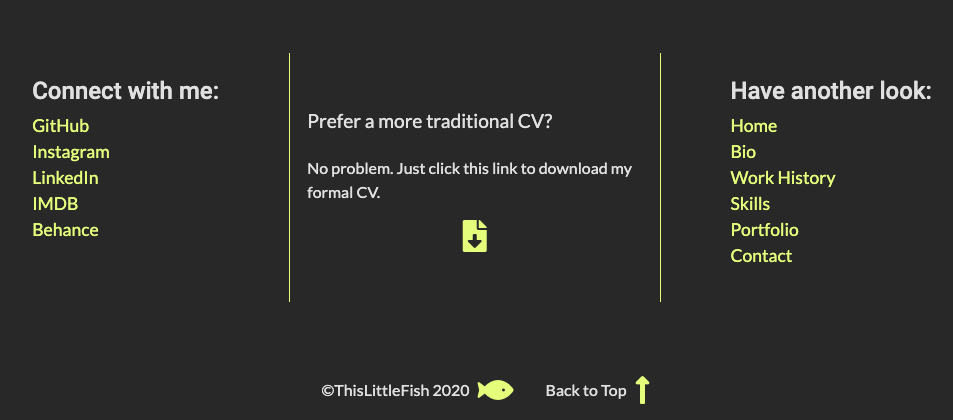 Connect with me:
GitHub
Instagram
LinkedIn
IMDB
Behance
Prefer a more traditional CV?
No problem. Just click this link to download my
formal CV.
Have another look:
Home
Bio
Work History
Skills
Portfolio
Contact
©ThisLittleFish 2020
Back to Top